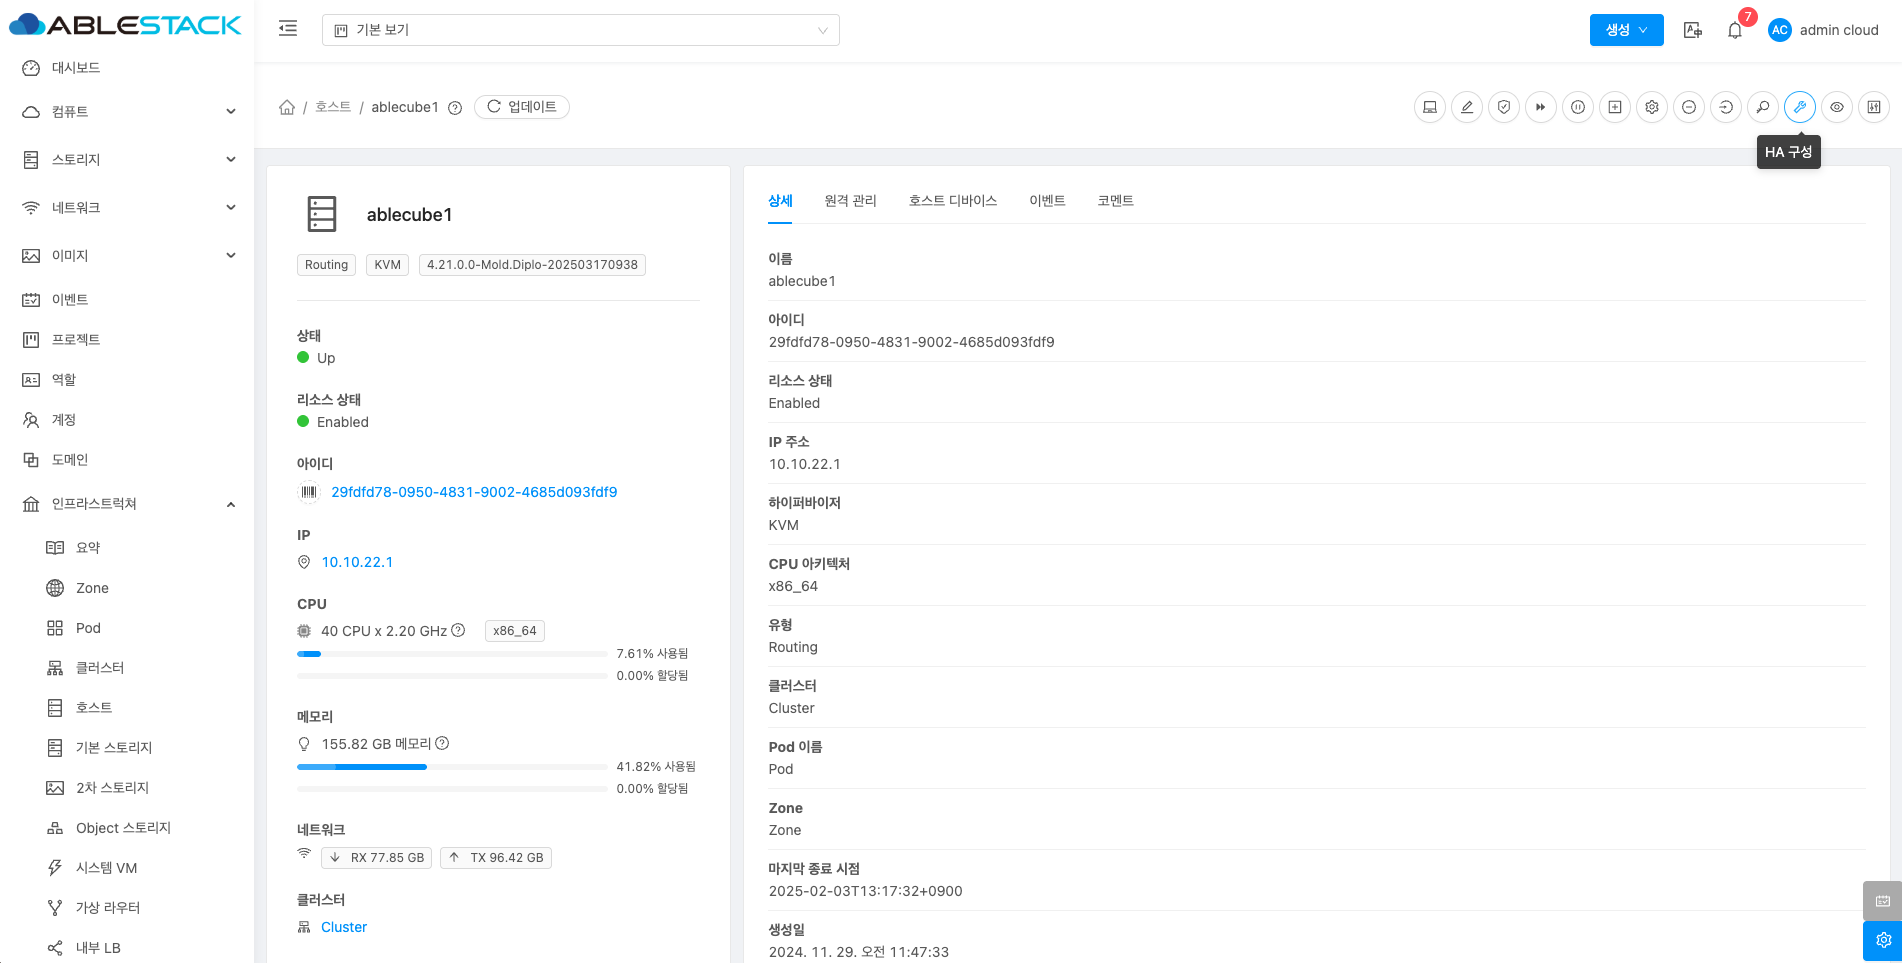 ABLESTACK
기본 보기
생성
7
AC
admin cloud
대시보드
컴퓨트
스토리지
네트워크
이미지
이벤트
프로젝트
역할
계정
도메인
인프라스트럭쳐
요약
Zone
Pod
클러스터
호스트
기본 스토리지
2차 스토리지
Object 스토리지
시스템 VM
가상 라우터
내부 LB
/ 호스트 / ablecube1
업데이트
HA 구성
ablecube1
Routing
KVM
4.21.0.0-Mold.Diplo-202503170938
상태
Up
리소스 상태
Enabled
아이디
29fdfd78-0950-4831-9002-4685d093fdf9
IP
10.10.22.1
CPU
40 CPU x 2.20 GHz
x86_64
7.61% 사용됨
0.00% 할당됨
메모리
155.82 GB 메모리
41.82% 사용됨
0.00% 할당됨
네트워크
RX 77.85 GB
TX 96.42 GB
클러스터
Cluster
상세
원격 관리
호스트 디바이스
이벤트
코멘트
이름
ablecube1
아이디
29fdfd78-0950-4831-9002-4685d093fdf9
리소스 상태
Enabled
IP 주소
10.10.22.1
하이퍼바이저
KVM
CPU 아키텍처
x86_64
유형
Routing
클러스터
Cluster
Pod 이름
Pod
Zone
Zone
마지막 종료 시점
2025-02-03T13:17:32+0900
생성일
2024. 11. 29. 오전 11:47:33